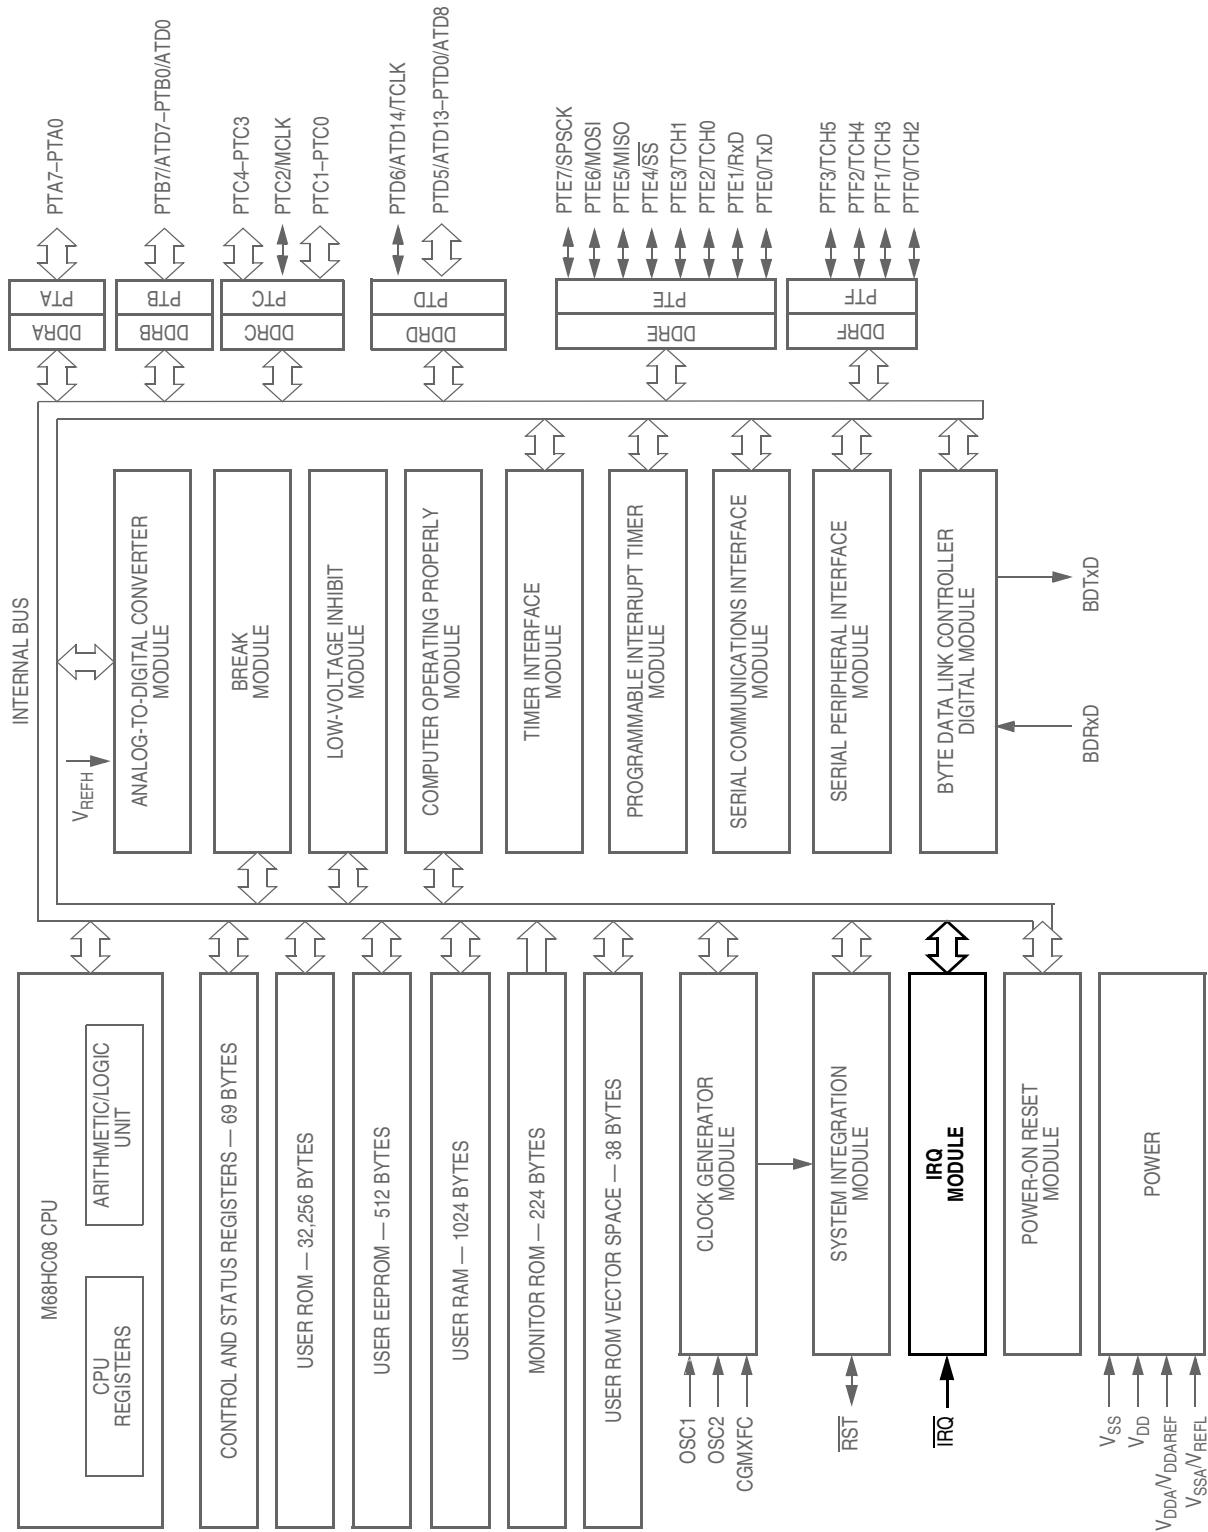 INTERNAL BUS
M68HC08 CPU
CPU
REGISTERS
ARITHMETIC/LOGIC
UNIT
CONTROL AND STATUS REGISTERS — 69 BYTES
USER ROM — 32,256 BYTES
USER EEPROM — 512 BYTES
USER RAM — 1024 BYTES
MONITOR ROM — 224 BYTES
USER ROM VECTOR SPACE — 38 BYTES
OSC1
OSC2
CGMXFC
CLOCK GENERATOR
MODULE
RST
SYSTEM INTEGRATION
MODULE
IRQ
IRQ
MODULE
POWER-ON RESET
MODULE
VSS
VDD
VDDA/VDDAREF
VSSA/VREFL
POWER
VREFH
ANALOG-TO-DIGITAL CONVERTER
MODULE
BREAK
MODULE
LOW-VOLTAGE INHIBIT
MODULE
COMPUTER OPERATING PROPERLY
MODULE
TIMER INTERFACE
MODULE
PROGRAMMABLE INTERRUPT TIMER
MODULE
SERIAL COMMUNICATIONS INTERFACE
MODULE
SERIAL PERIPHERAL INTERFACE
MODULE
BYTE DATA LINK CONTROLLER
DIGITAL MODULE
BDRxD
BDTxD
DDRA
PTA
PTA7–PTA0
DDRB
PTB
PTB7/ATD7–PTB0/ATD0
DDRC
PTC
PTC4–PTC3
PTC2/MCLK
PTC1–PTC0
DDRD
PTD
PTD6/ATD14/TCLK
PTD5/ATD13–PTD0/ATD8
DDRE
PTE
PTE7/SPSCK
PTE6/MOSI
PTE5/MISO
PTE4/SS
PTE3/TCH1
PTE2/TCH0
PTE1/RxD
PTE0/TxD
DDRF
PTF
PTF3/TCH5
PTF2/TCH4
PTF1/TCH3
PTF0/TCH2